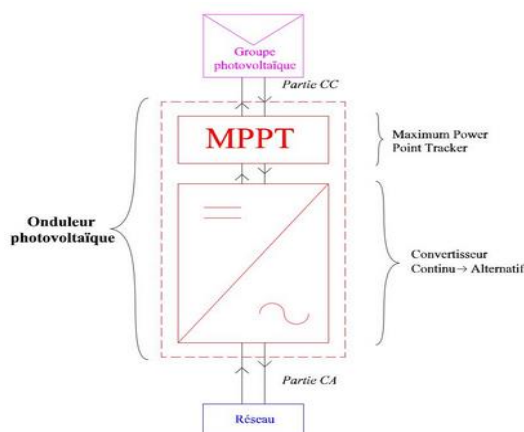 Groupe
photovoltaïque
Partie CC
MPPT
Maximum Power
Point Tracker
Onduleur
photovoltaïque
Convertisseur
Continu→ Alternatif
Partie CA
Réseau